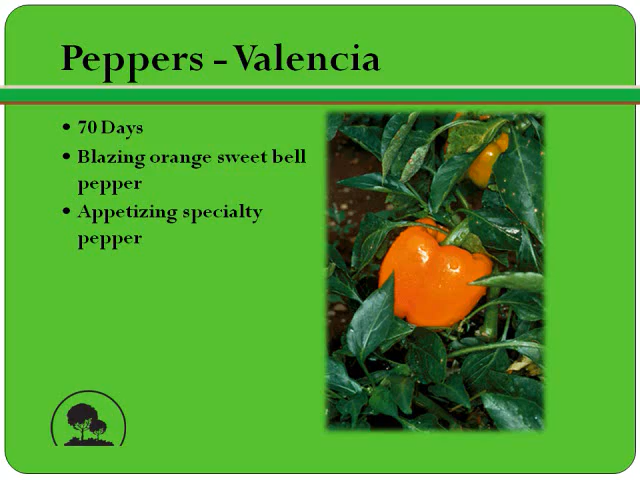 Peppers - Valencia
• 70 Days
• Blazing orange sweet bell
pepper
• Appetizing specialty
pepper